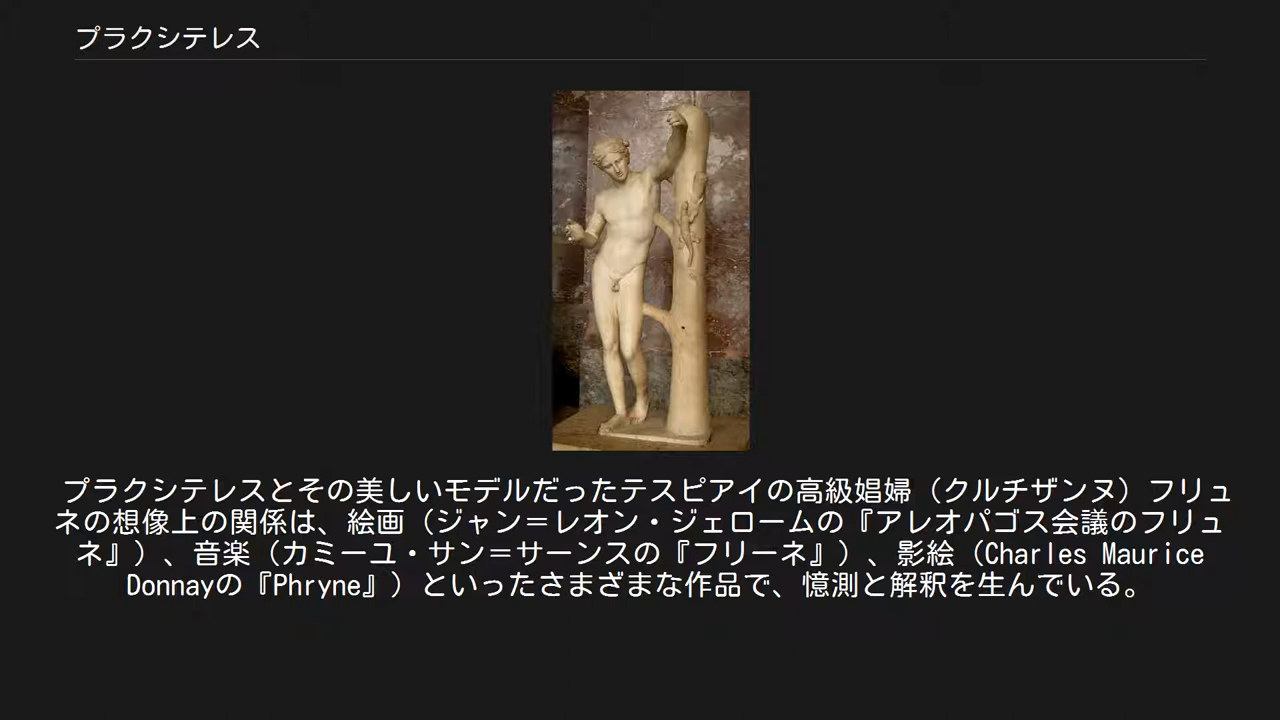 プラクシテレス
プラクシテレスとその美しいモデルだったテスピアイの高級娼婦（クルチザンヌ）フリュ
ネの想像上の関係は、絵画（ジャン＝レオン・ジェロームの『アレオパゴス会議のフリュ
ネ』）、音楽（カミーユ・サン＝サーンスの『フリーネ』）、影絵（Charles Maurice
Donnayの『Phryne』）といったさまざまな作品で、憶測と解釈を生んでいる。